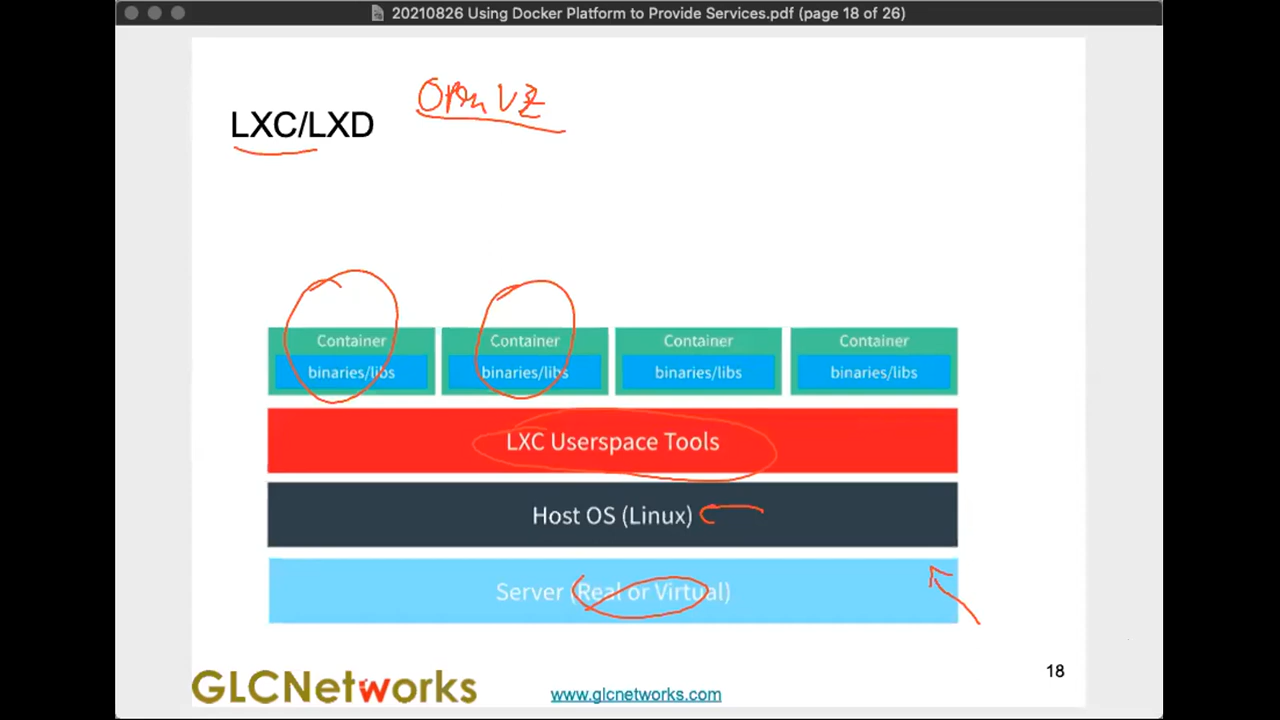 20210826 Using Docker Platform to Provide Services.pdf (page 18 of 26)
Open VZ
LXC/LXD
Container Container Container Container
binaries/libs binaries/libs binaries/libs binaries/libs
LXC Userspace Tools
Host OS (Linux)
Server (Real or Virtual)
18
GLCNetworks
www.glcnetworks.com